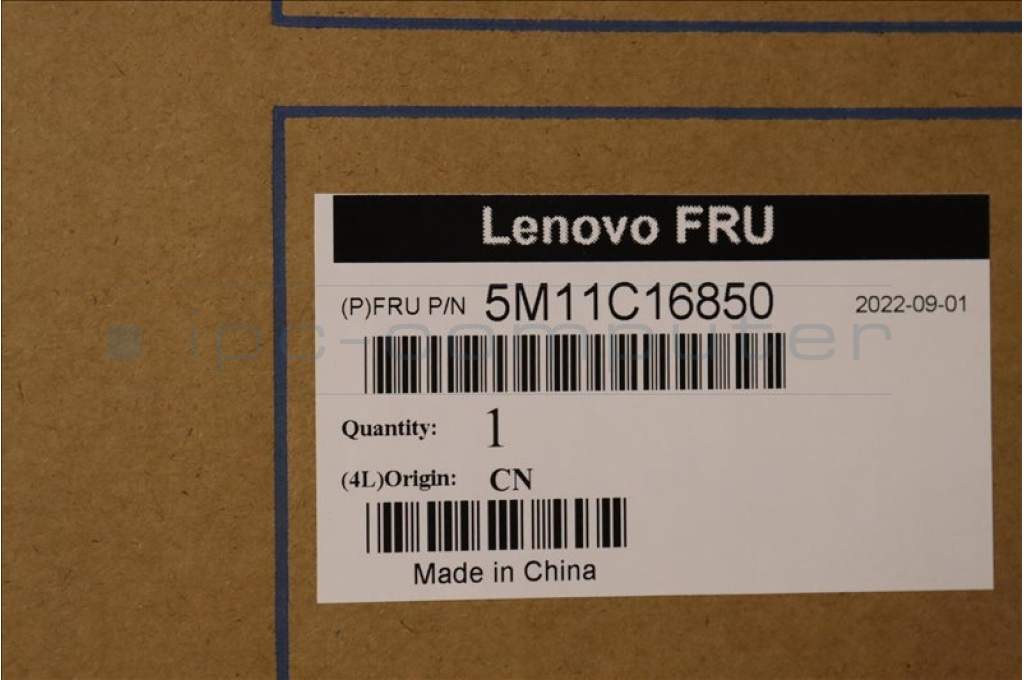 Lenovo FRU
(P)FRU P/N 5M11C16850 2022-09-01
ipc-computer
Quantity: 1
(4L)Origin: CN
Made in China